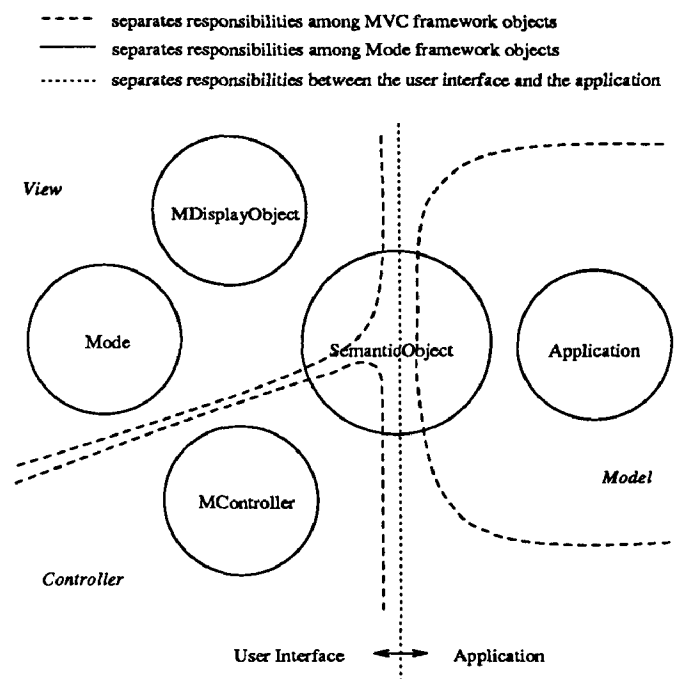 separates responsibilities among MVC framework objects
separates responsibilities among Mode framework objects
separates responsibilities between the user interface and the application
View
MDisplayObject
Mode
SemanticObject
Application
MController
Model
Controller
User Interface
Application